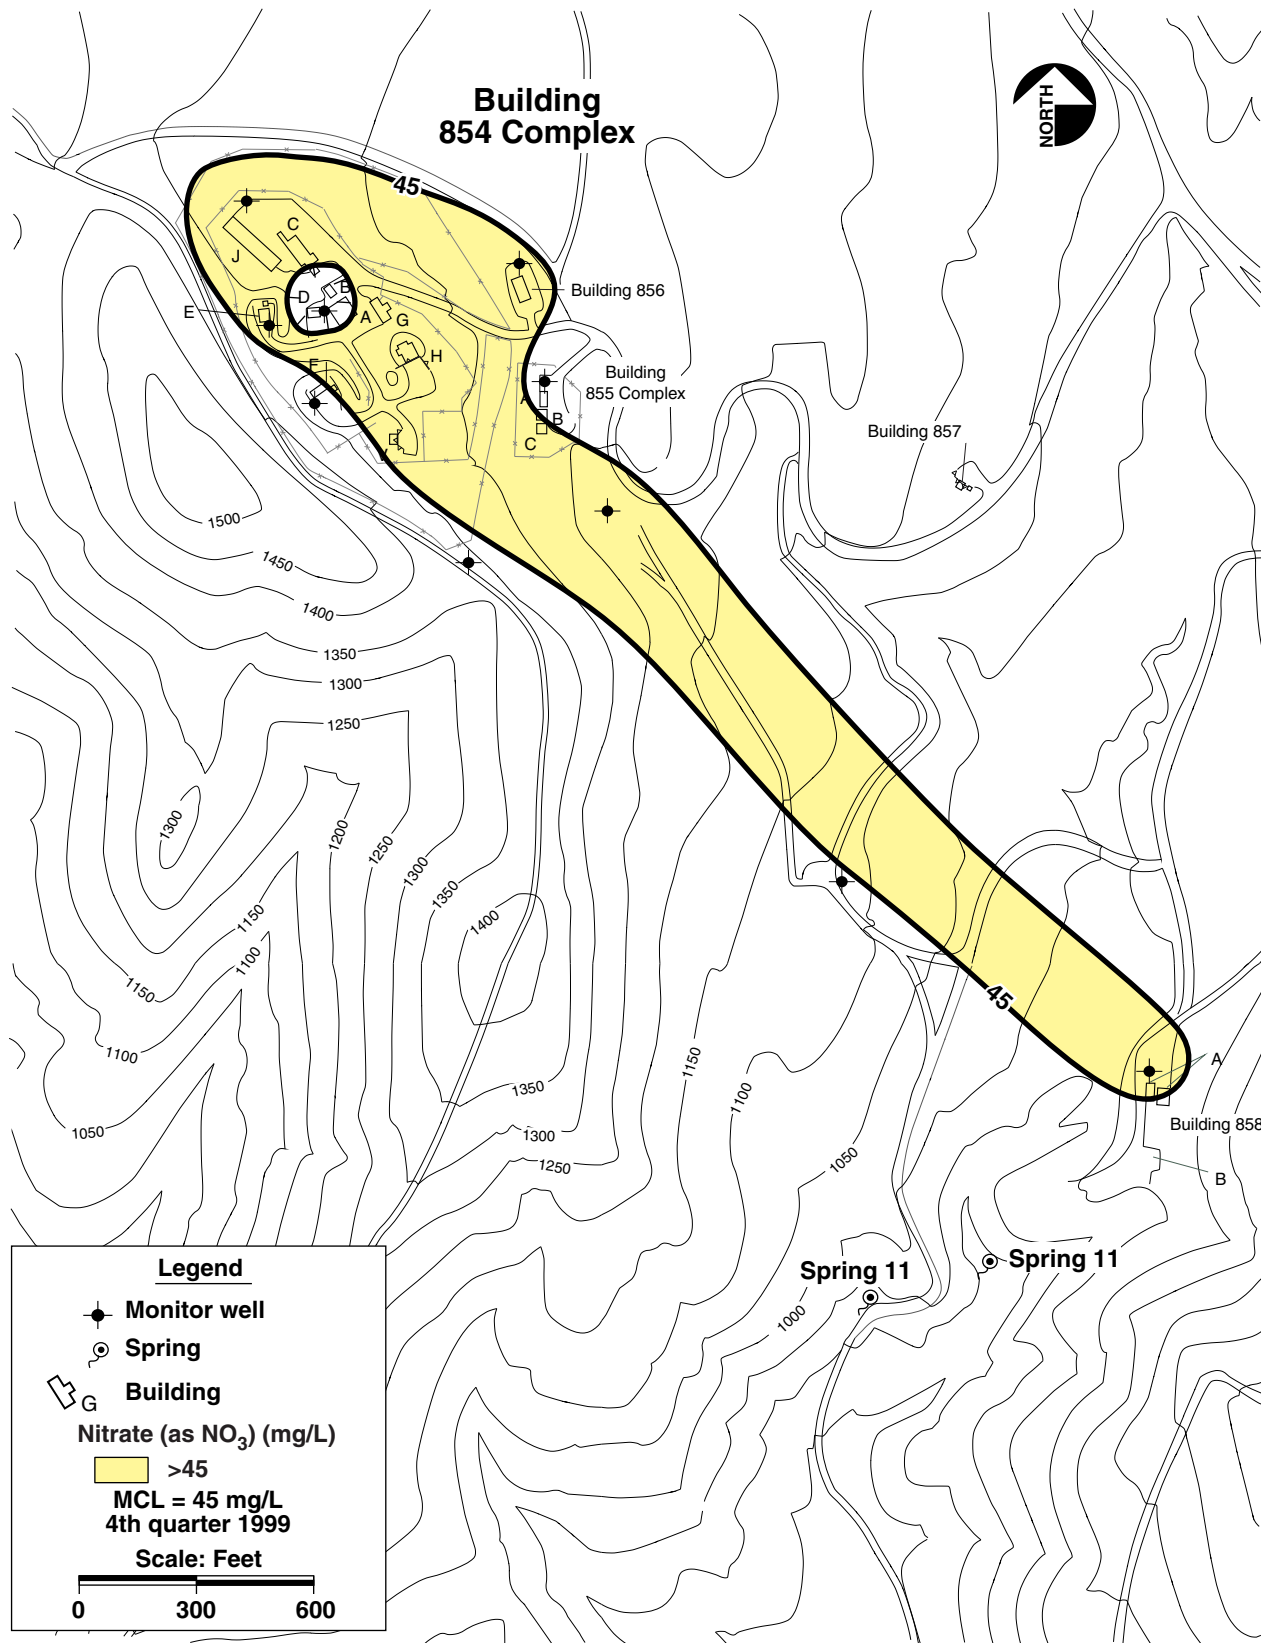 Building
854 Complex
NORTH
45
C
J
D
B
E
A
G
Building 856
F
H
Building
855 Complex
A
B
C
Building 857
1500
1450
1400
1350
1300
1250
1300
1200
1250
1300
1350
1400
1150
1100
1150
1100
1050
45
1350
1300
1250
1150
1100
1050
1000
A
Building 858
B
Spring 11
Spring 11
Legend
Monitor well
Spring
G Building
Nitrate (as NO3) (mg/L)
>45
MCL = 45 mg/L
4th quarter 1999
Scale: Feet
0 300 600